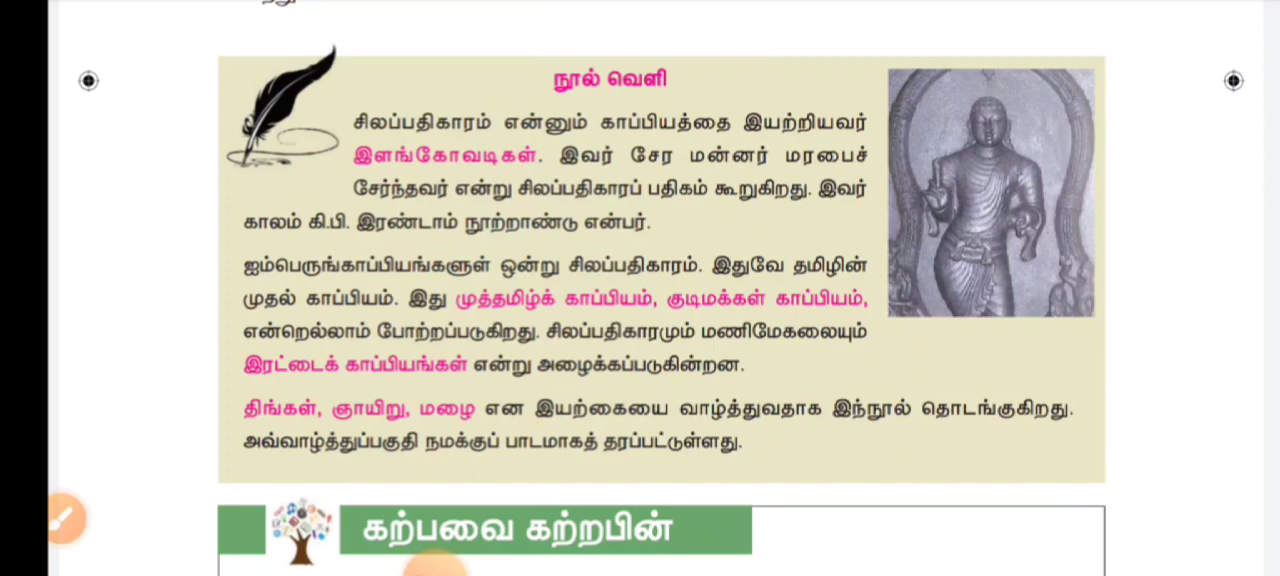 நூல் வெளி
சிலப்பதிகாரம் என்னும் காப்பியத்தை இயற்றியவர்
இளங்கோவடிகள். இவர் சேர மன்னர் மரபைச்
சேர்ந்தவர் என்று சிலப்பதிகாரப் பதிகம் கூறுகிறது. இவர்
காலம் கி.பி. இரண்டாம் நூற்றாண்டு என்பர்.
ஐம்பெருங்காப்பியங்களுள் ஒன்று சிலப்பதிகாரம். இதுவே தமிழின்
முதல் காப்பியம். இது முத்தமிழ்க் காப்பியம், குடிமக்கள் காப்பியம்,
என்றெல்லாம் போற்றப்படுகிறது. சிலப்பதிகாரமும் மணிமேகலையும்
இரட்டைக் காப்பியங்கள் என்று அழைக்கப்படுகின்றன.
திங்கள், ஞாயிறு, மழை என இயற்கையை வாழ்த்துவதாக இந்நூல் தொடங்குகிறது.
அவ்வாழ்த்துப்பகுதி நமக்குப் பாடமாகத் தரப்பட்டுள்ளது.
கற்பவை கற்றபின்